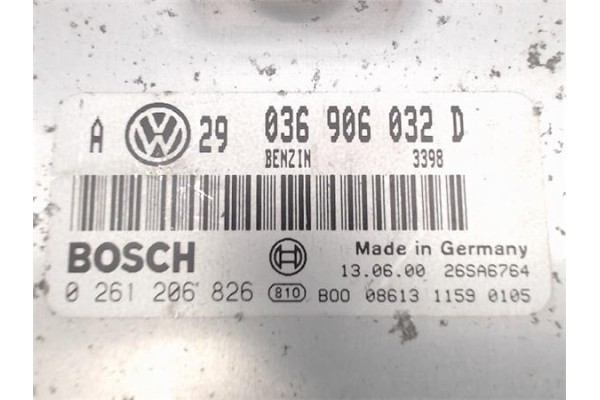 A VW 29 036 906 032 D
BENZIN 3398
BOSCH Made in Germany
13.06.00 26SA6764
0 261 206 826 810 B00 08613 1159 0105